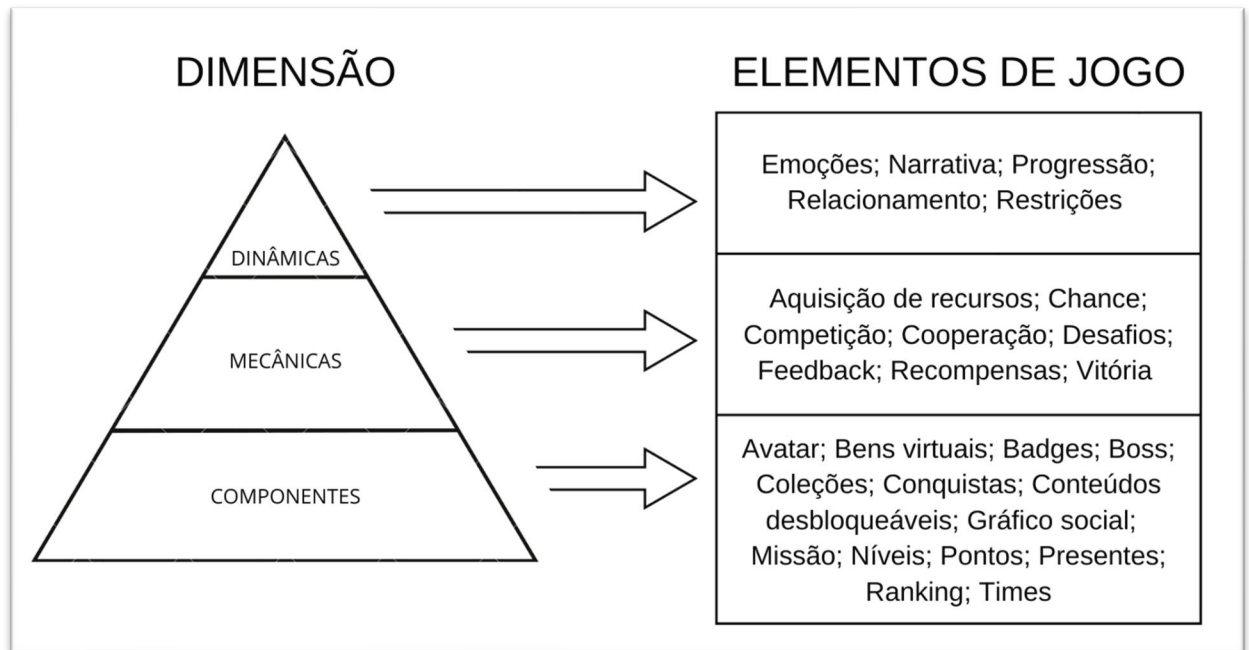 DIMENSÃO
ELEMENTOS DE JOGO
DINÂMICAS
Emoções; Narrativa; Progressão;
Relacionamento; Restrições
MECÂNICAS
Aquisição de recursos; Chance;
Competição; Cooperação; Desafios;
Feedback; Recompensas; Vitória
COMPONENTES
Avatar; Bens virtuais; Badges; Boss;
Coleções; Conquistas; Conteúdos
desbloqueáveis; Gráfico social;
Missão; Níveis; Pontos; Presentes;
Ranking; Times